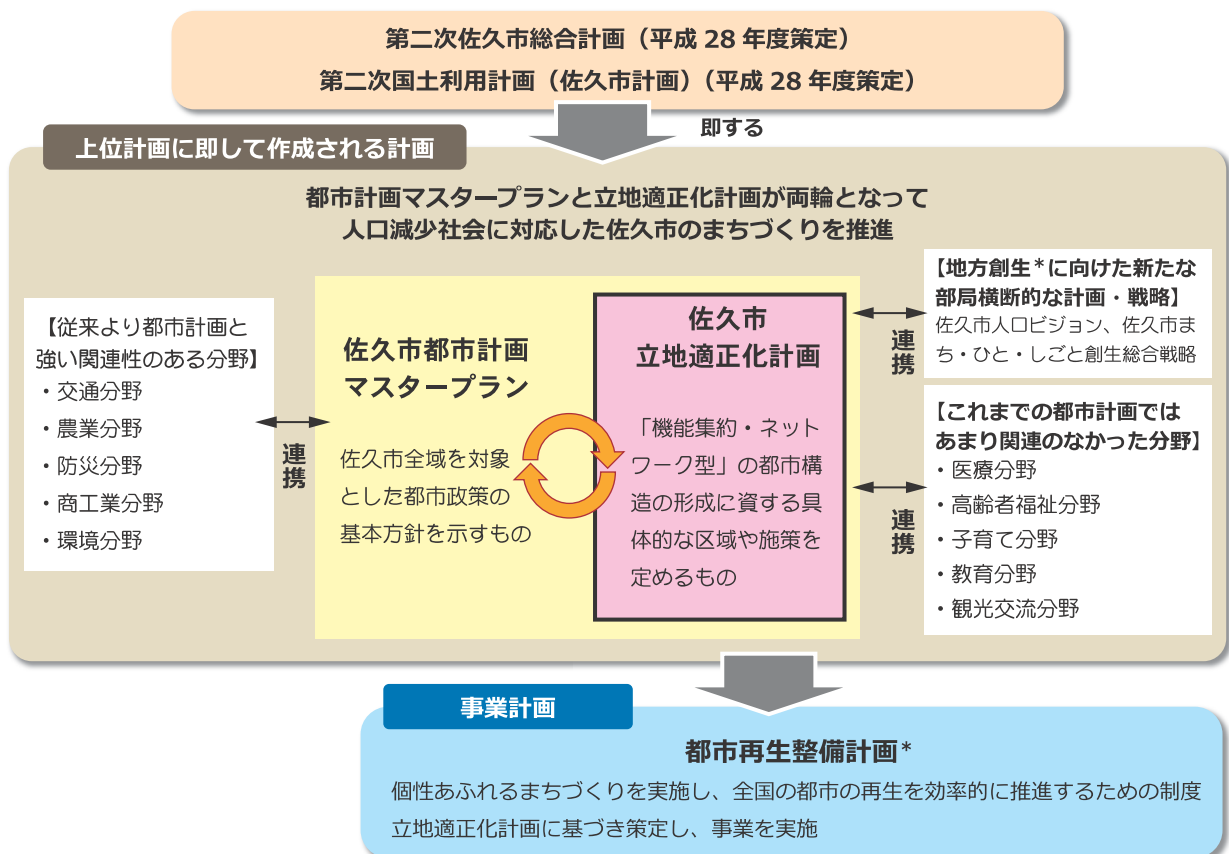 第二次佐久市総合計画（平成 28 年度策定）
第二次国土利用計画（佐久市計画）（平成 28 年度策定）
即する
上位計画に即して作成される計画
都市計画マスタープランと立地適正化計画が両輪となって
人口減少社会に対応した佐久市のまちづくりを推進
【従来より都市計画と
強い関連性のある分野】
・交通分野
・農業分野
・防災分野
・商工業分野
・環境分野
連携
佐久市都市計画
マスタープラン
佐久市全域を対象
とした都市政策の
基本方針を示すもの
佐久市
立地適正化計画
「機能集約・ネット
ワーク型」の都市構
造の形成に資する具
体的な区域や施策を
定めるもの
連携
【地方創生＊に向けた新たな
部局横断的な計画・戦略】
佐久市人口ビジョン、佐久市ま
ち・ひと・しごと創生総合戦略
連携
【これまでの都市計画では
あまり関連のなかった分野】
・医療分野
・高齢者福祉分野
・子育て分野
・教育分野
・観光交流分野
事業計画
都市再生整備計画＊
個性あふれるまちづくりを実施し、全国の都市の再生を効率的に推進するための制度
立地適正化計画に基づき策定し、事業を実施